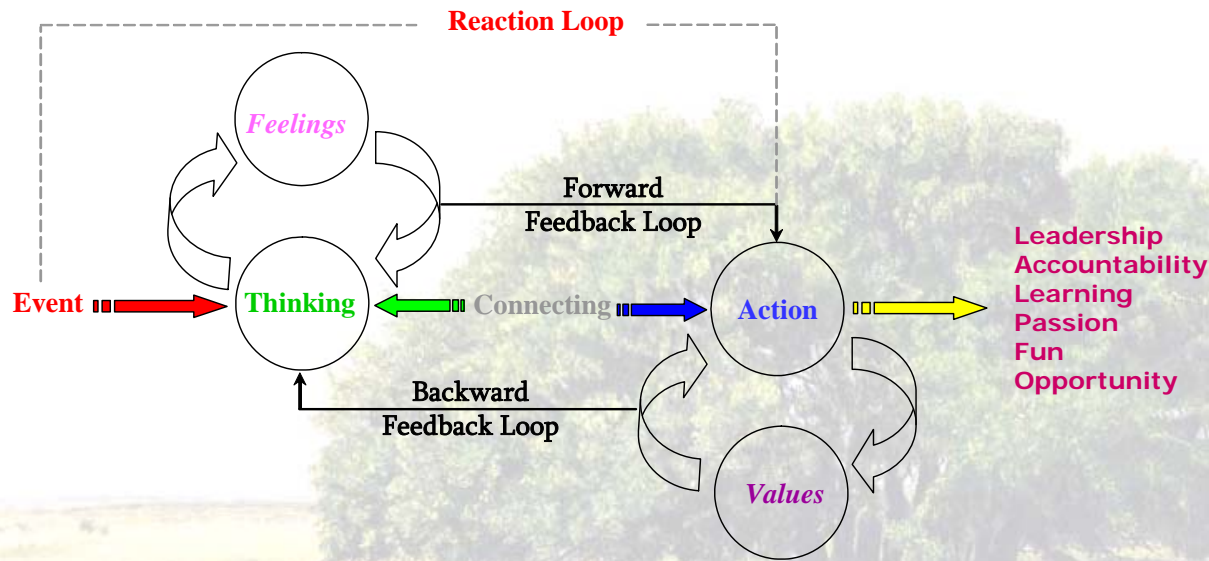 Reaction Loop
Feelings
Forward
Feedback Loop
Event
Thinking
Connecting
Action
Leadership
Accountability
Learning
Passion
Fun
Opportunity
Backward
Feedback Loop
Values